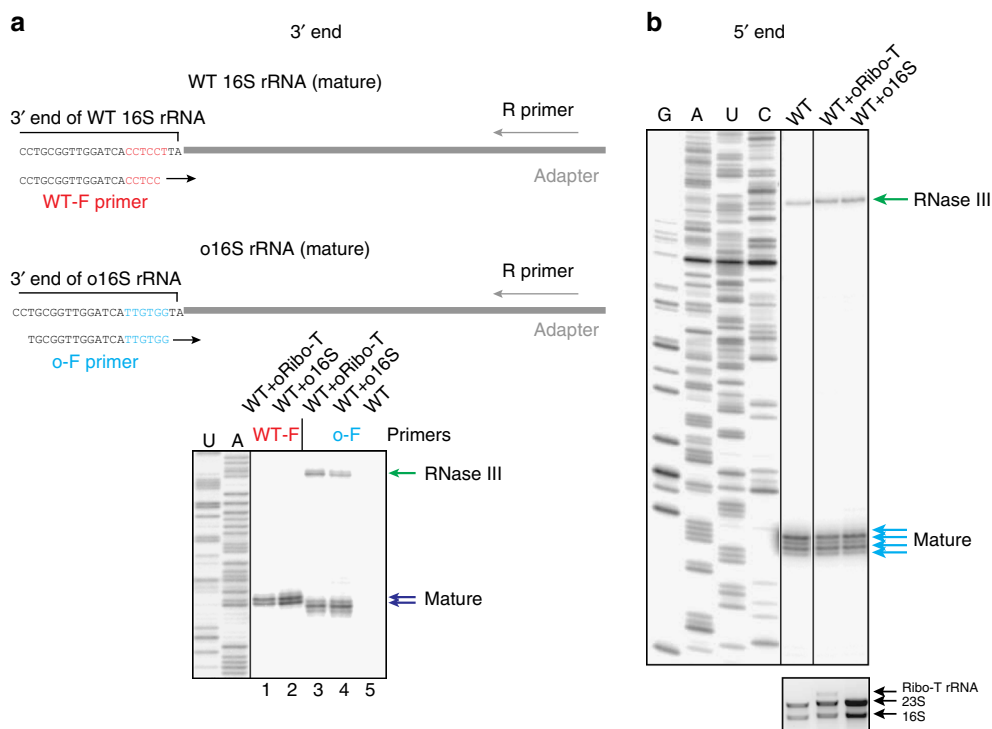 a
3′ end
WT 16S rRNA (mature)
3′ end of WT 16S rRNA
R primer
CCTGCGGTTGGATCACCTCCTTA
CCTGCGGTTGGATCACCTCC
Adapter
WT-F primer
o16S rRNA (mature)
3′ end of o16S rRNA
R primer
CCTGCGGTTGGATCATTGTGGTA
TGCGGTTGGATCATTGTGG
Adapter
o-F primer
WT+oRibo-T
WT+o16S
WT+oRibo-T
WT+o16S
WT
U A WT-F o-F Primers
RNase III
Mature
1 2 3 4 5
b
5′ end
G A U C WT WT+oRibo-T WT+o16S
RNase III
Mature
Ribo-T rRNA
23S
16S